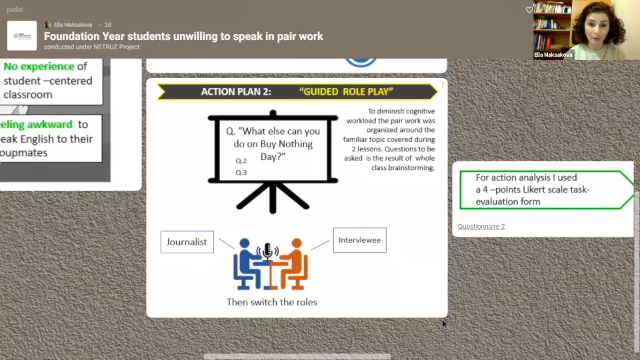 padlet
Ella Maksakova • 2d
Foundation Year students unwilling to speak in pair work
conducted under NETRUZ Project
Ella Maksakova
No experience of
student –centered
classroom
eling awkward to
eak English to their
oupmates
ACTION PLAN 2: "GUIDED ROLE PLAY"
Q. "What else can you
do on Buy Nothing
Day?"
Q.2
Q.3
To diminish cognitive
workload the pair work was
organized around the
familiar topic covered during
2 lessons. Questions to be
asked is the result of whole
class brainstorming.
Journalist
Interviewee
Then switch the roles
For action analysis I used
a 4 –points Likert scale task-
evaluation form
Questionnaire 2